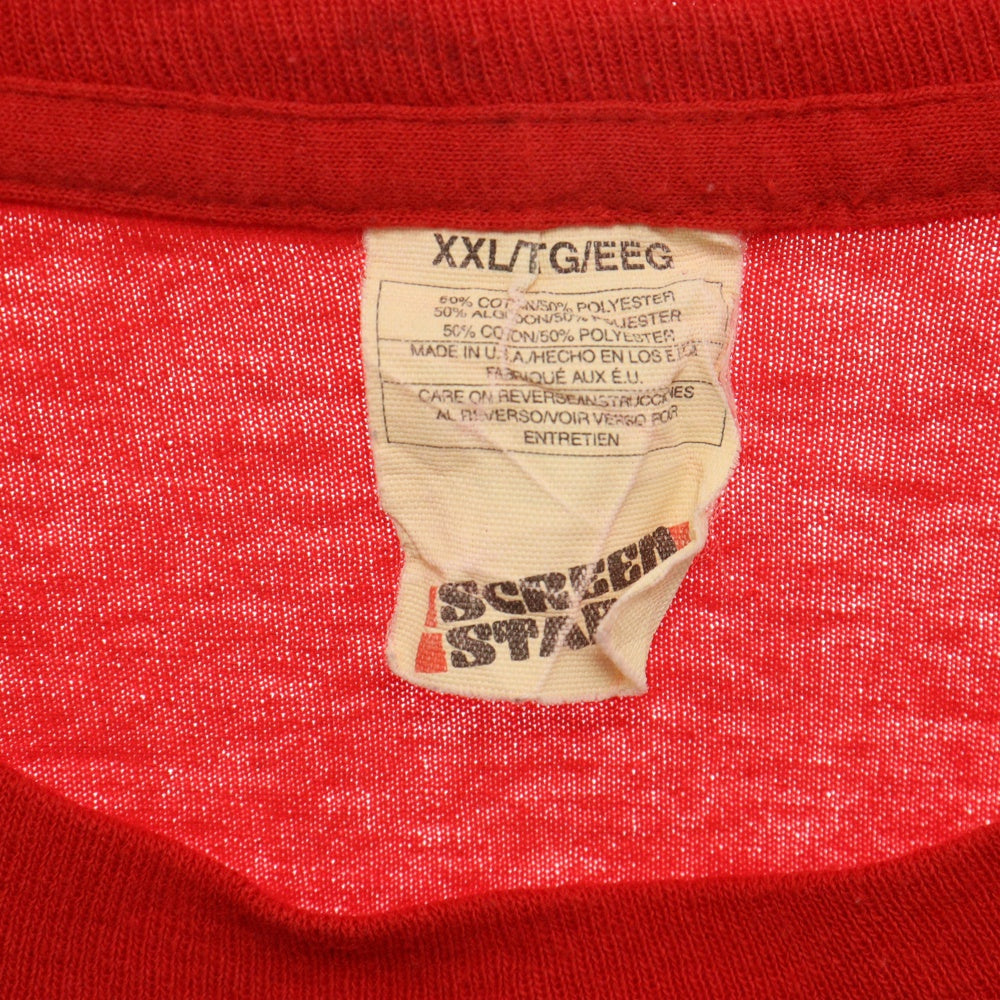 XXL/TG/EEG
50% COTTON/50% POLYESTER
50% ALGODON/50% POLIESTER
50% COTON/50% POLYESTER
MADE IN U.S.A./HECHO EN LOS E.
FABRIQUÉ AUX É.U.
CARE ON REVERSE/INSTRUCCIONES
AL REVERSO/VOIR VERSO POUR
ENTRETIEN
SCREEN
STARS